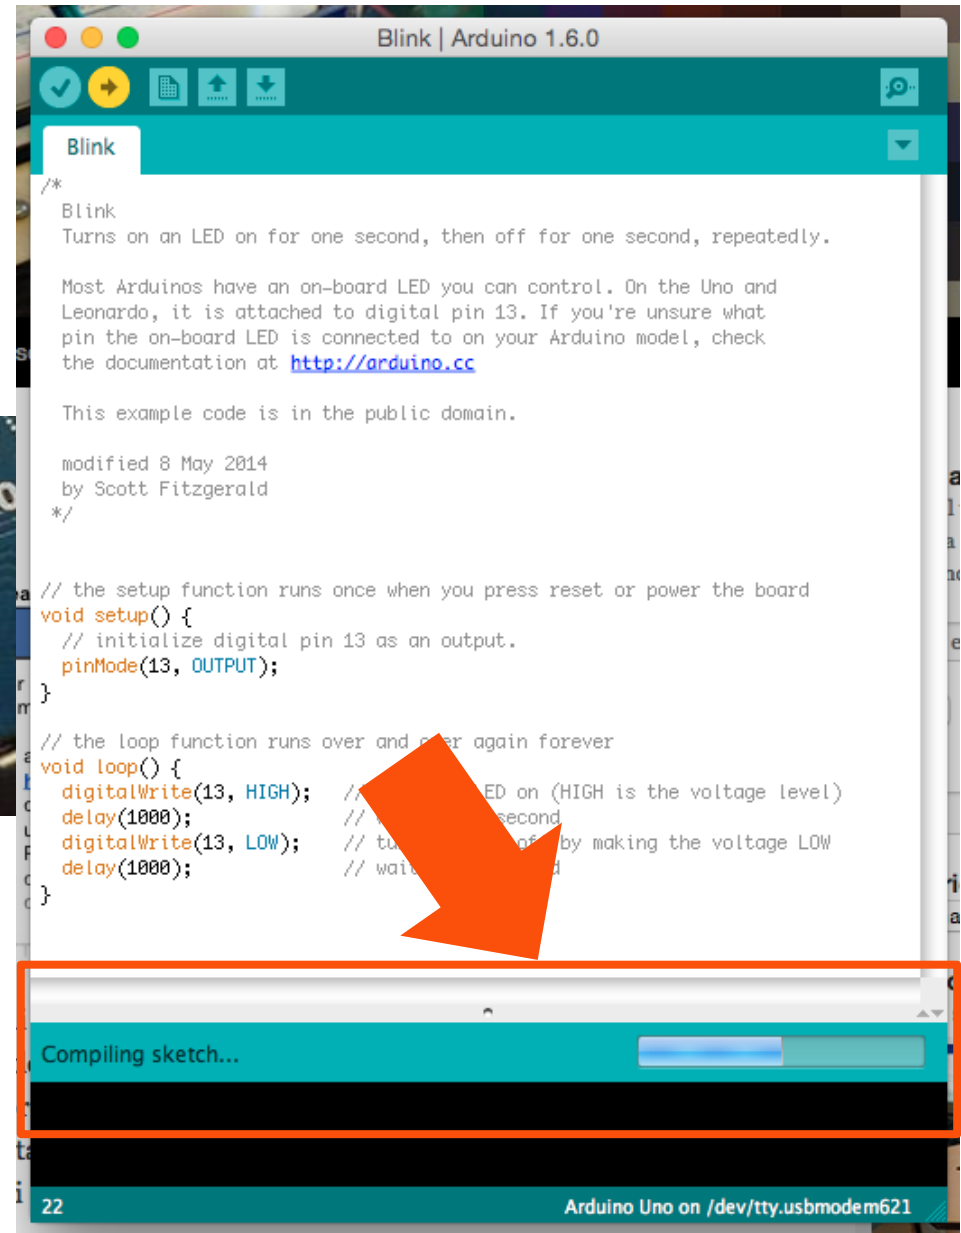 Blink | Arduino 1.6.0
Blink
/*
Blink
Turns on an LED on for one second, then off for one second, repeatedly.
Most Arduinos have an on-board LED you can control. On the Uno and
Leonardo, it is attached to digital pin 13. If you're unsure what
pin the on-board LED is connected to on your Arduino model, check
the documentation at http://arduino.cc
This example code is in the public domain.
modified 8 May 2014
by Scott Fitzgerald
*/
// the setup function runs once when you press reset or power the board
void setup() {
// initialize digital pin 13 as an output.
pinMode(13, OUTPUT);
}
// the loop function runs over and over again forever
void loop() {
digitalWrite(13, HIGH); // ED on (HIGH is the voltage level)
delay(1000); // second
digitalWrite(13, LOW); // by making the voltage LOW
delay(1000); // wait
}
Compiling sketch...
22 Arduino Uno on /dev/tty.usbmodem621